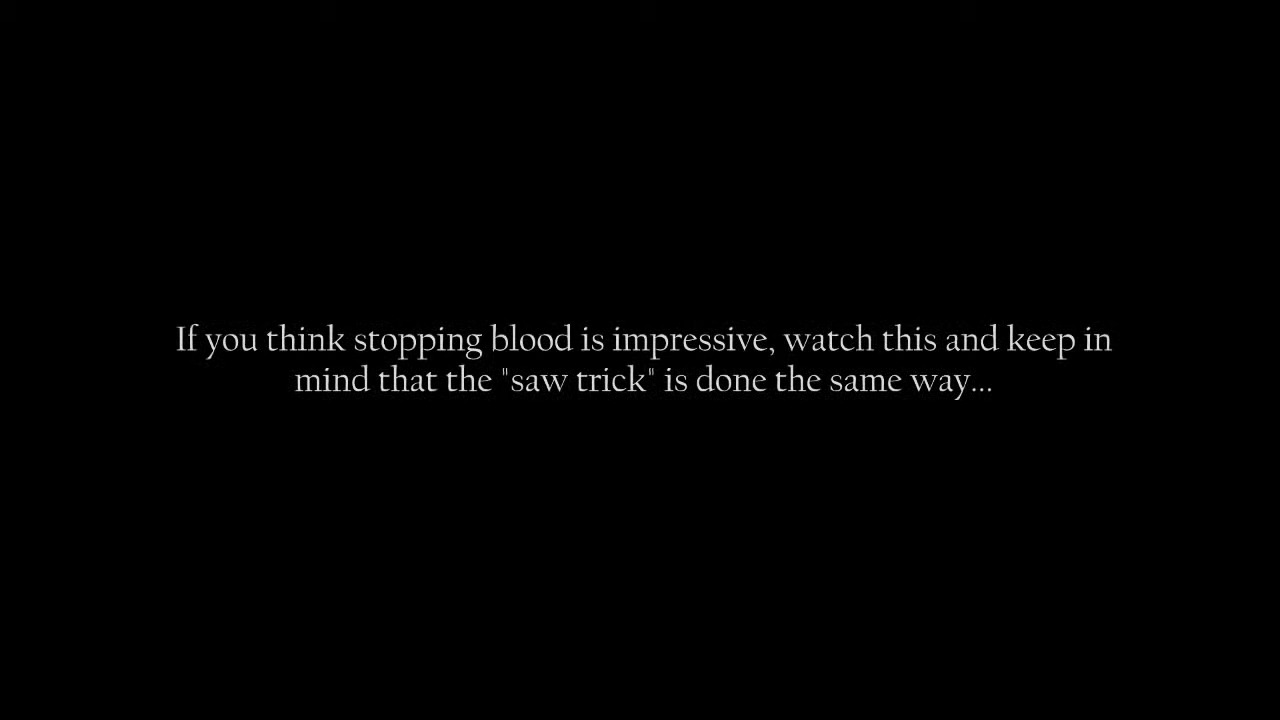 If you think stopping blood is impressive, watch this and keep in
mind that the "saw trick" is done the same way...